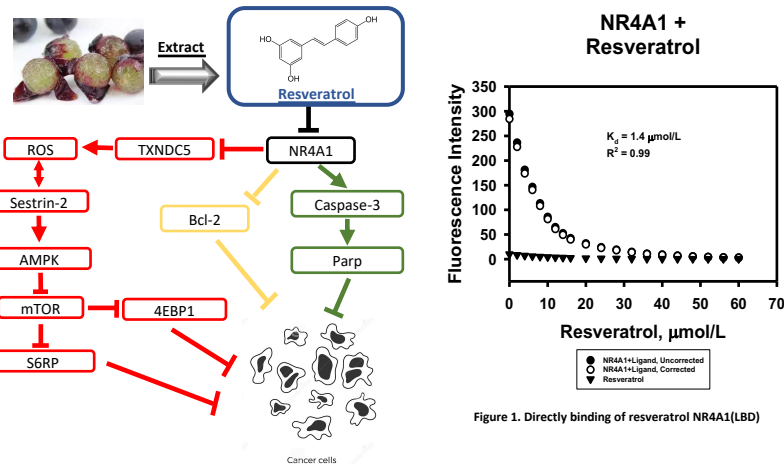 Extract
OH
HO
OH
Resveratrol
ROS
TXNDC5
NR4A1
Sestrin-2
Bcl-2
Caspase-3
AMPK
Parp
mTOR
4EBP1
S6RP
Cancer cells
NR4A1 +
Resveratrol
Fluorescence Intensity
350
300
250
200
150
100
50
0
K_d = 1.4 μmol/L
R² = 0.99
0 10 20 30 40 50 60 70
Resveratrol, μmol/L
NR4A1+Ligand, Uncorrected
NR4A1+Ligand, Corrected
Resveratrol
Figure 1. Directly binding of resveratrol NR4A1(LBD)